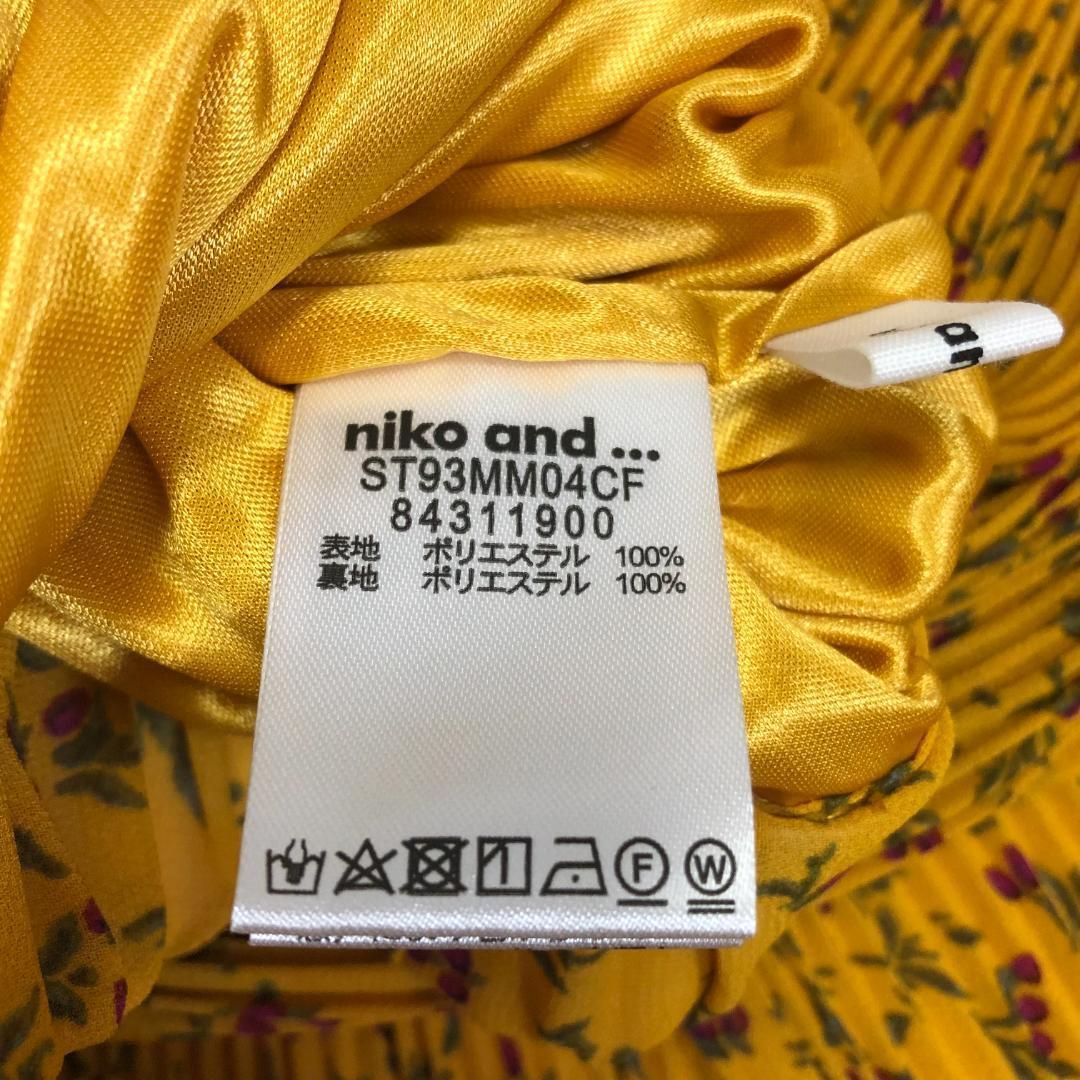 niko and ...
ST93MM04CF
84311900
表地 ポリエステル 100%
裏地 ポリエステル 100%
F W